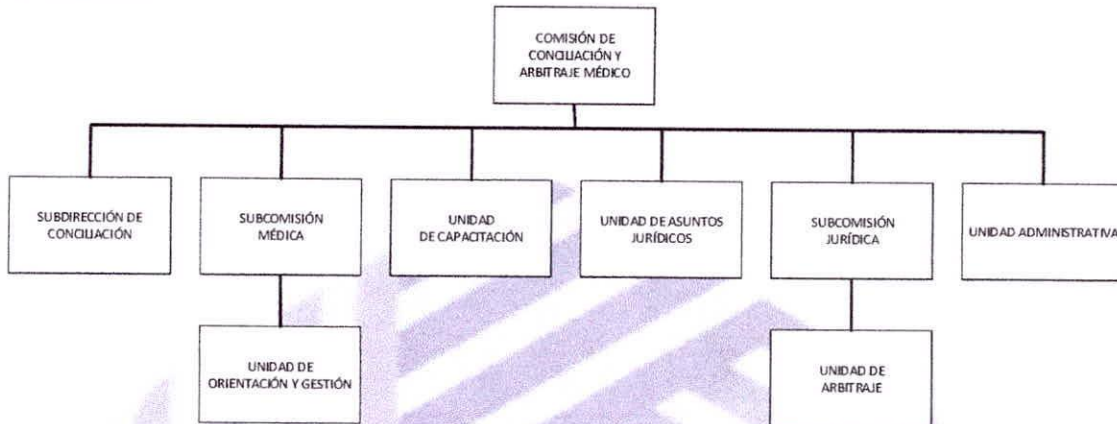 COMISIÓN DE
CONCILIACIÓN Y
ARBITRAJE MÉDICO
SUBDIRECCIÓN DE
CONCILIACIÓN
SUBCOMISIÓN
MÉDICA
UNIDAD
DE CAPACITACIÓN
UNIDAD DE ASUNTOS
JURÍDICOS
SUBCOMISIÓN
JURÍDICA
UNIDAD ADMINISTRATIVA
UNIDAD DE
ORIENTACIÓN Y GESTIÓN
UNIDAD DE
ARBITRAJE